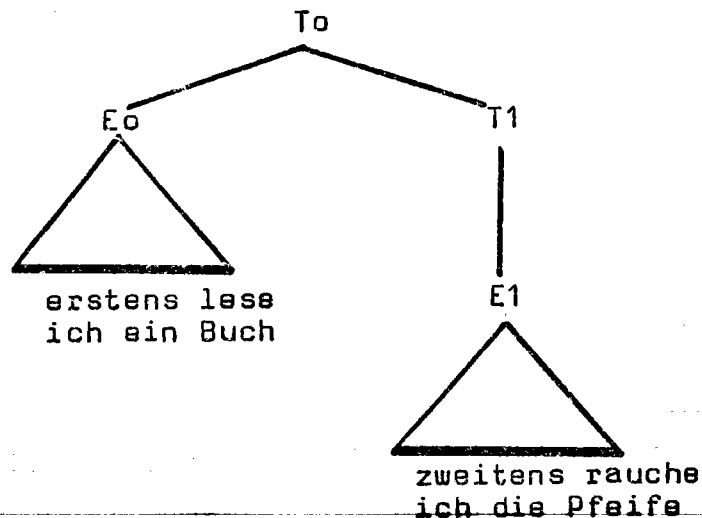 To
Eo
T1
erstens lese
ich ein Buch
E1
zweitens rauche
ich die Pfeife